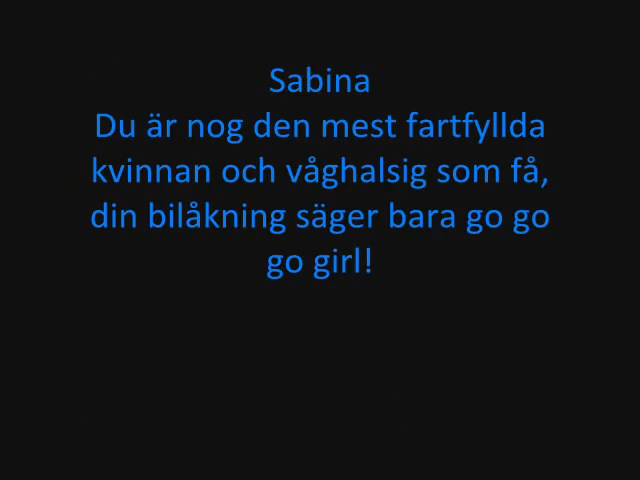 Sabina
Du är nog den mest fartfyllda
kvinnan och våghalsig som få,
din bilåkning säger bara go go
go girl!